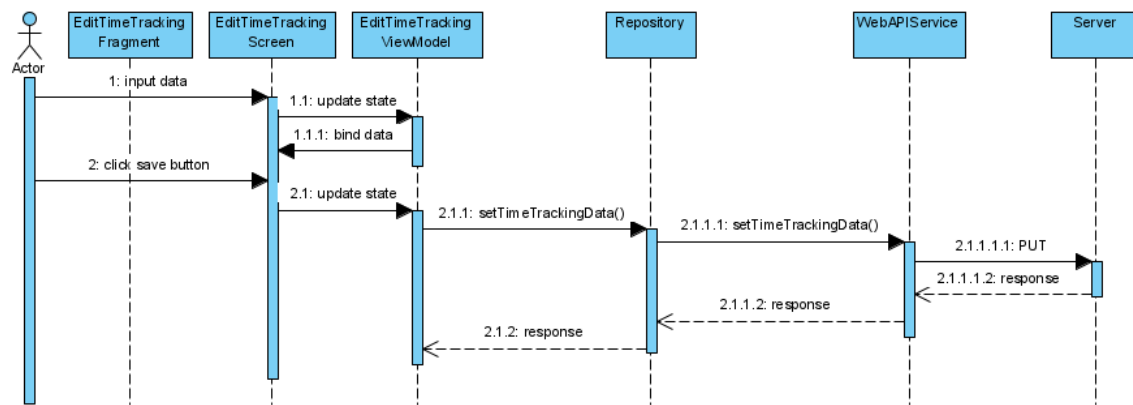 EditTimeTracking
Fragment
EditTimeTracking
Screen
EditTimeTracking
ViewModel
Repository
WebAPIService
Server
Actor
1: input data
1.1: update state
1.1.1: bind data
2: click save button
2.1: update state
2.1.1: setTimeTrackingData()
2.1.1.1: setTimeTrackingData()
2.1.1.1.1: PUT
2.1.1.1.2: response
2.1.1.2: response
2.1.2: response